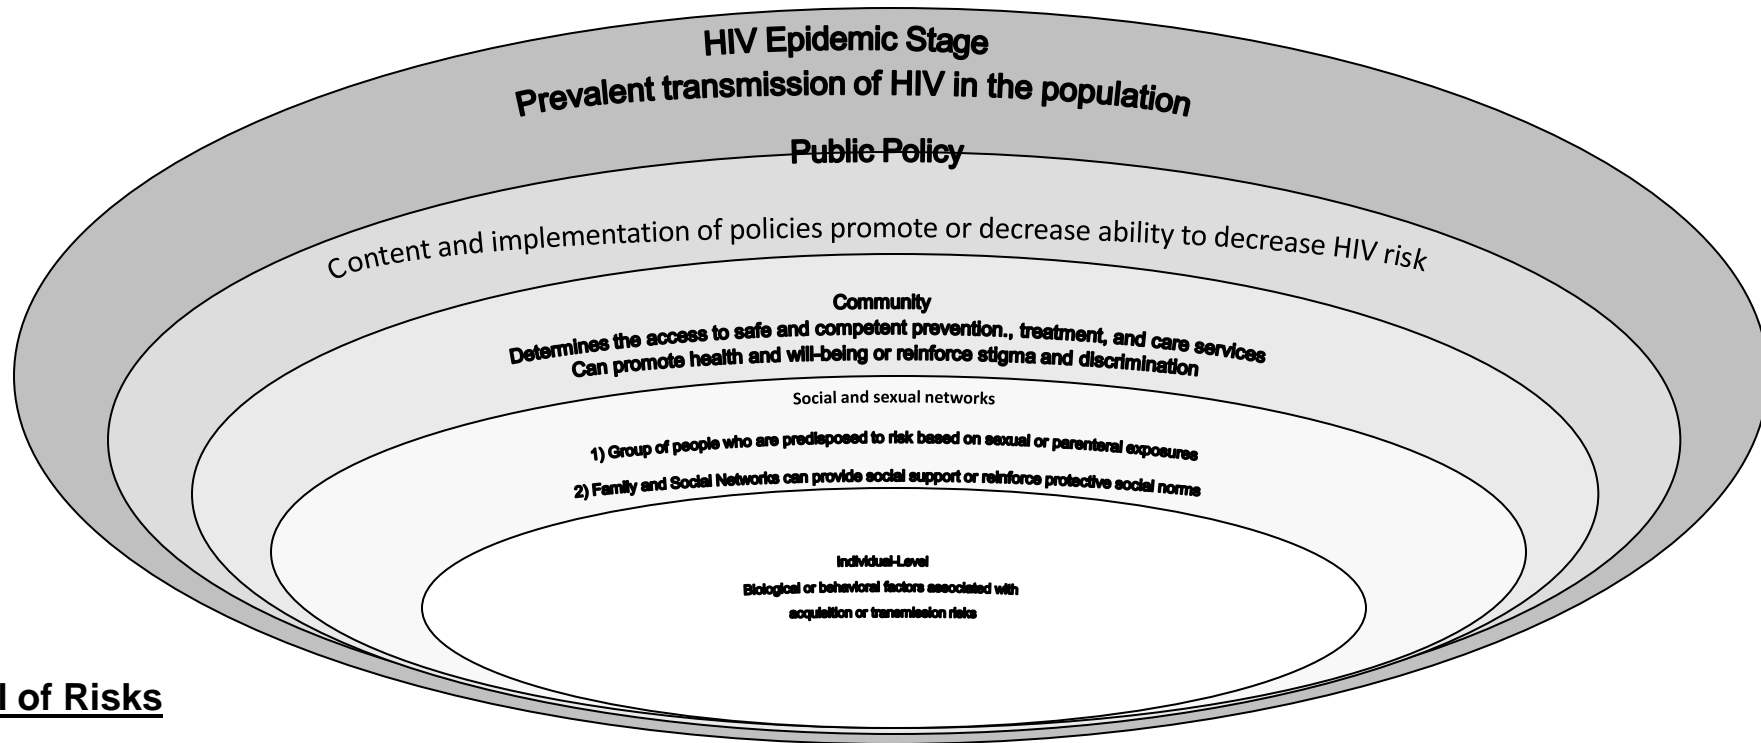 HIV Epidemic Stage
Prevalent transmission of HIV in the population
Public Policy
Content and implementation of policies promote or decrease ability to decrease HIV risk
Community
Determines the access to safe and competent prevention., treatment, and care services
Can promote health and will-being or reinforce stigma and discrimination
Social and sexual networks
1) Group of people who are predisposed to risk based on sexual or parenteral exposures
2) Family and Social Networks can provide social support or reinforce protective social norms
Individual-Level
Biological or behavioral factors associated with
acquisition or transmission risks
of Risks